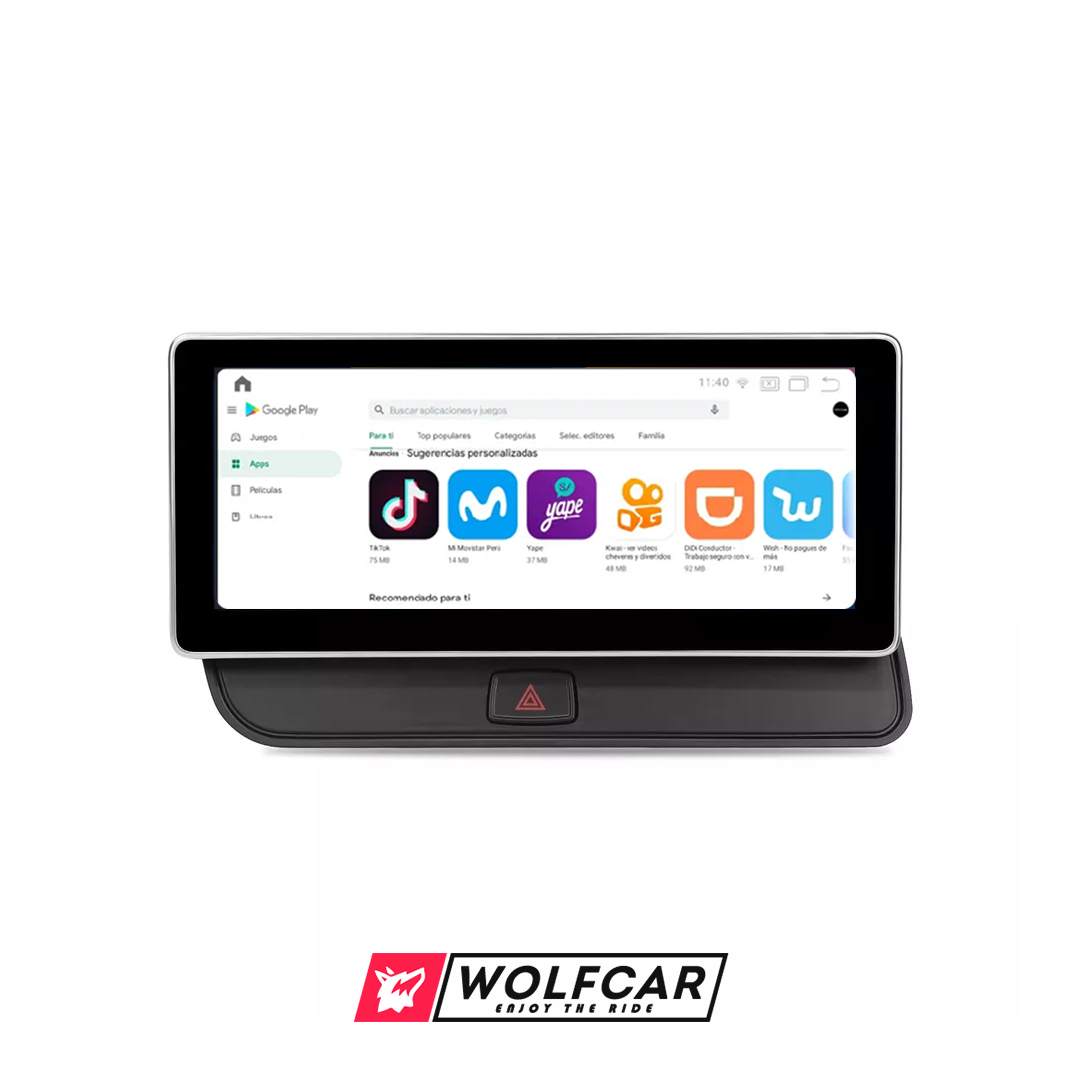 11:40
Google Play
Buscar aplicaciones y juegos
Juegos
Apps
Películas
Libros
Para ti Top populares Categorías Selec. editores Familia
Anuncios · Sugerencias personalizadas
S/
yape
TikTok
75 MB
Mi Movistar Perú
14 MB
Yape
37 MB
Kwai - ver videos
cheveres y divertidos
48 MB
DiDi Conductor -
Trabajo seguro con v...
92 MB
Wish - No pagues de
más
17 MB
Recomendado para ti
WOLFCAR
ENJOY THE RIDE